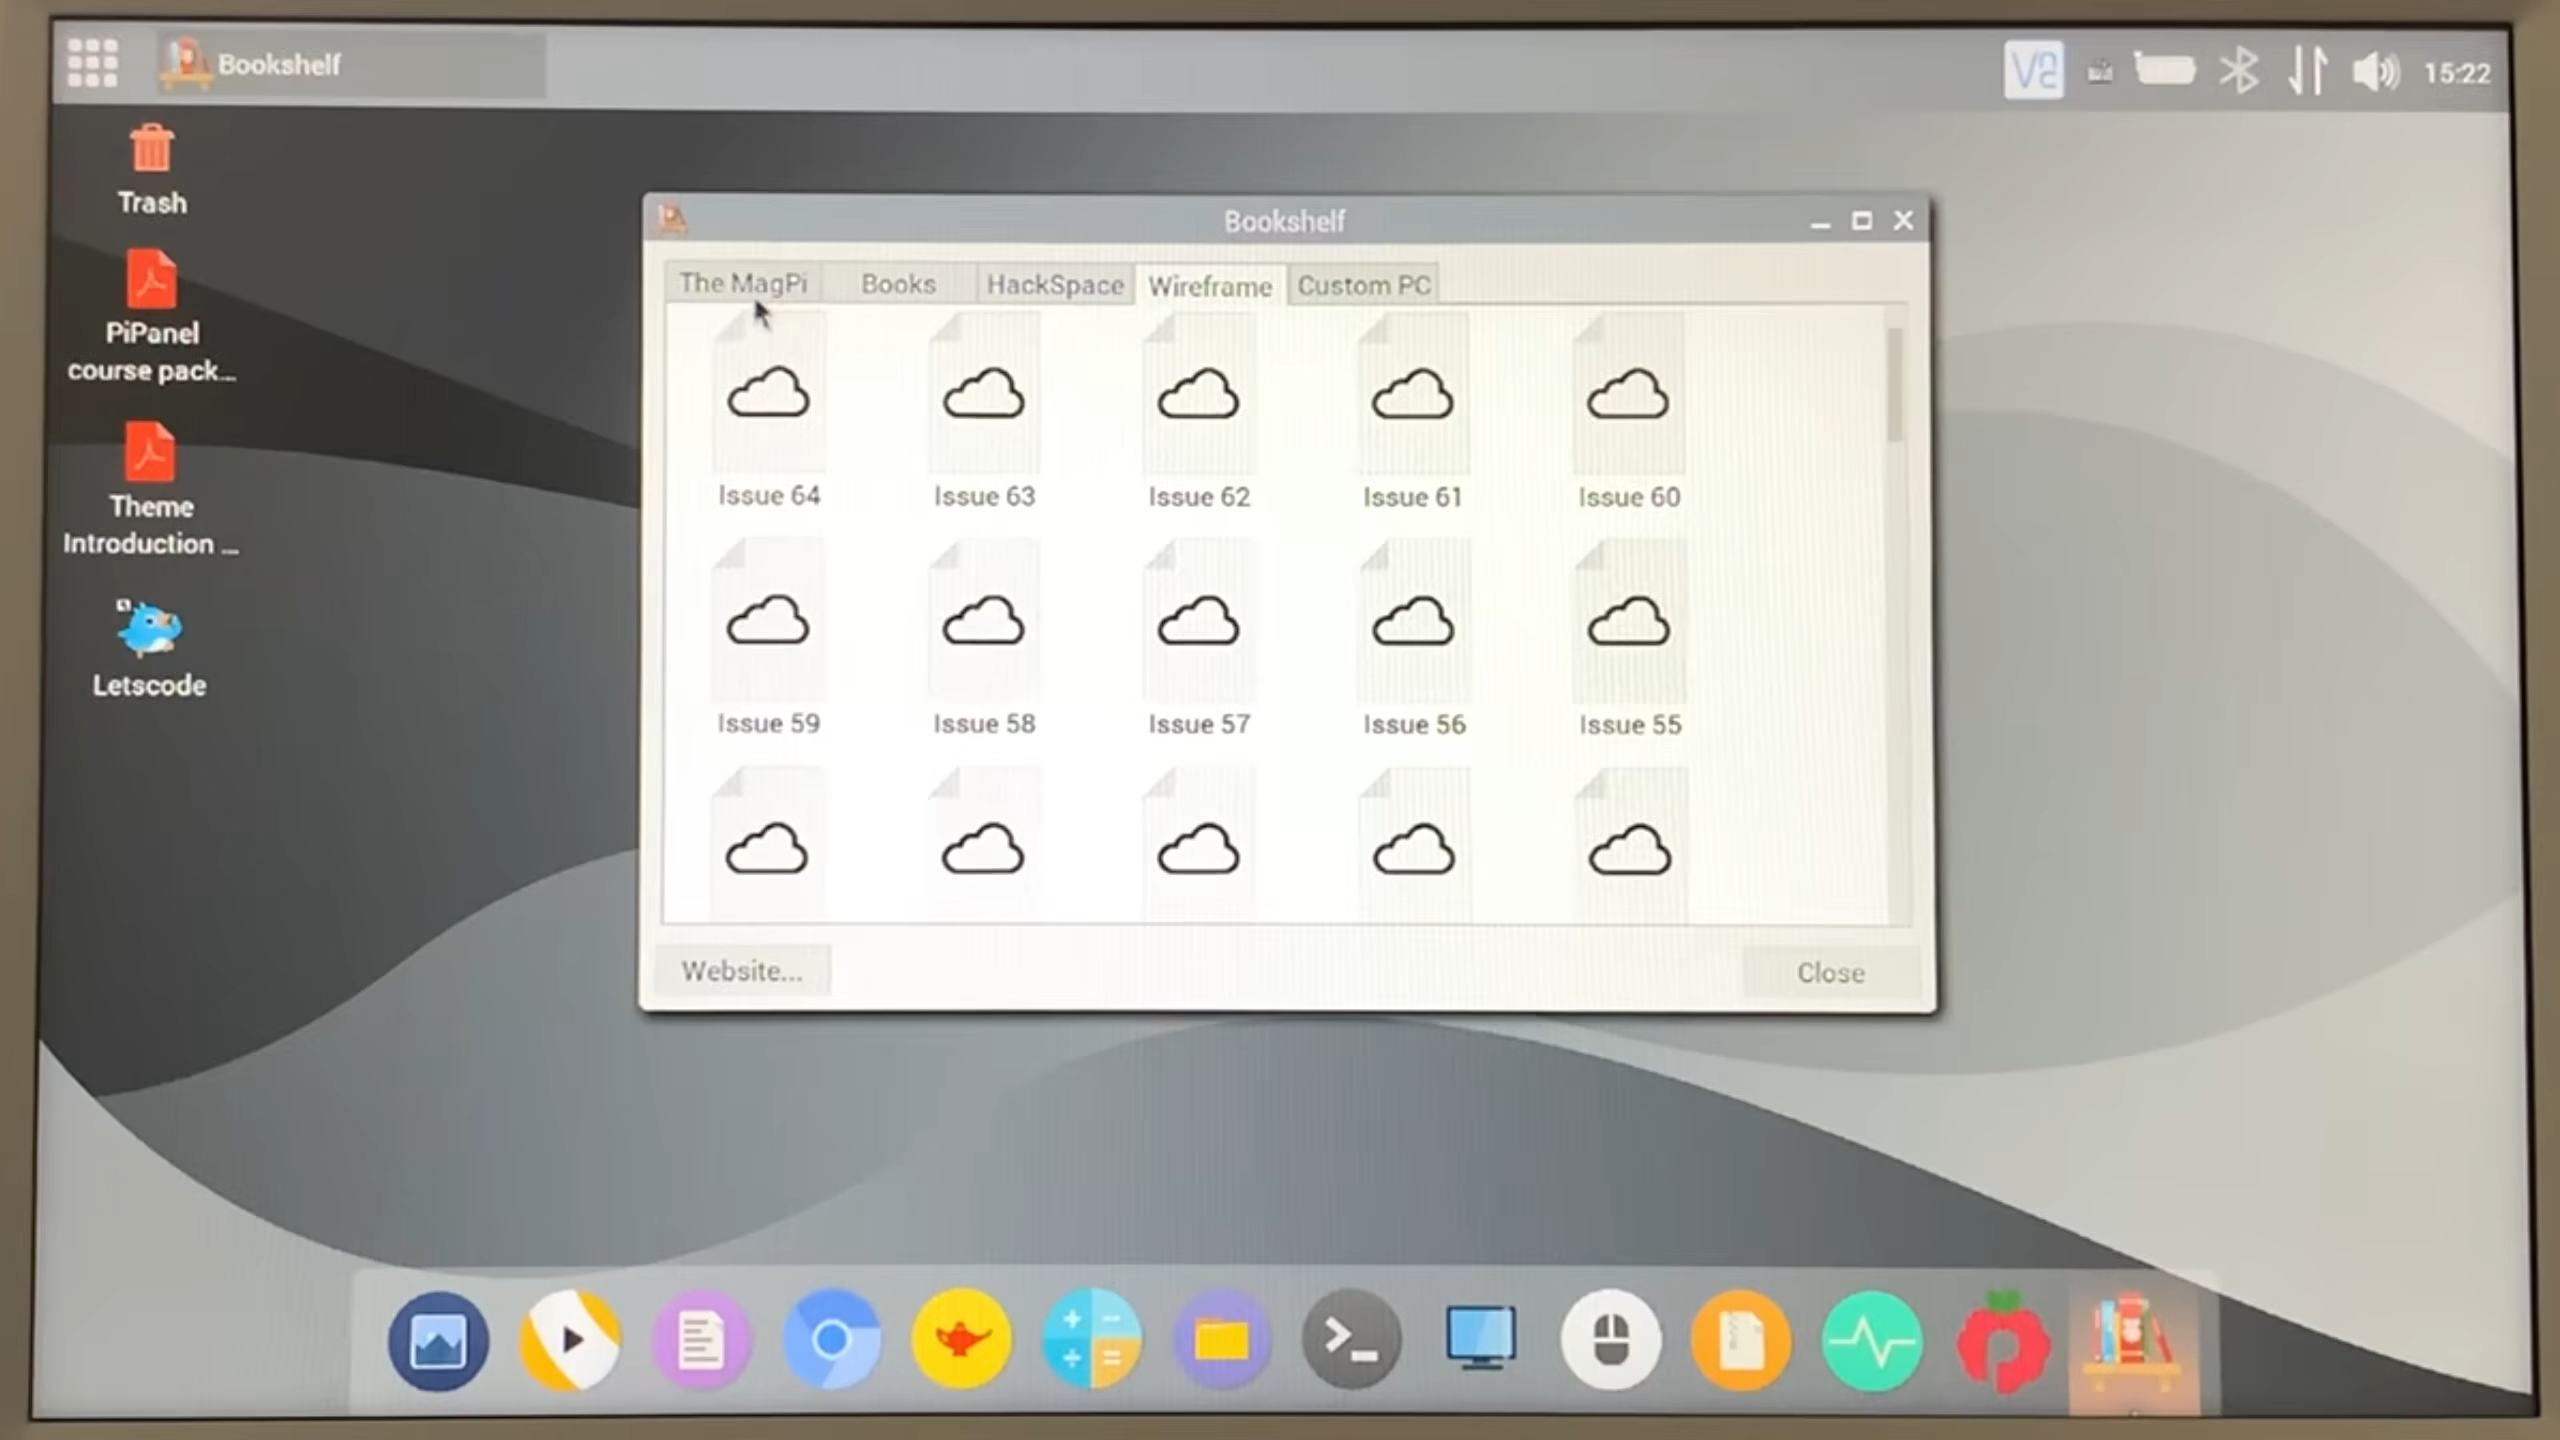 Bookshelf
15:22
Trash
PiPanel
course pack...
Theme
Introduction ...
Letscode
Bookshelf
The MagPi
Books
HackSpace
Wireframe
Custom PC
Issue 64
Issue 63
Issue 62
Issue 61
Issue 60
Issue 59
Issue 58
Issue 57
Issue 56
Issue 55
Website...
Close